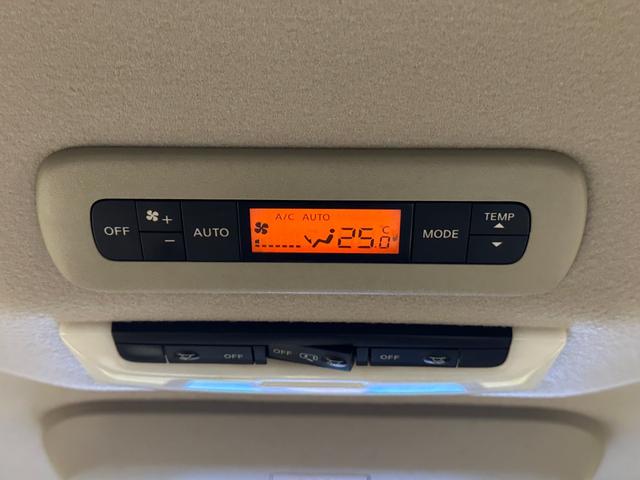 A/C AUTO
OFF
+
-
AUTO
25.0 °C
MODE
TEMP
OFF
OFF
OFF